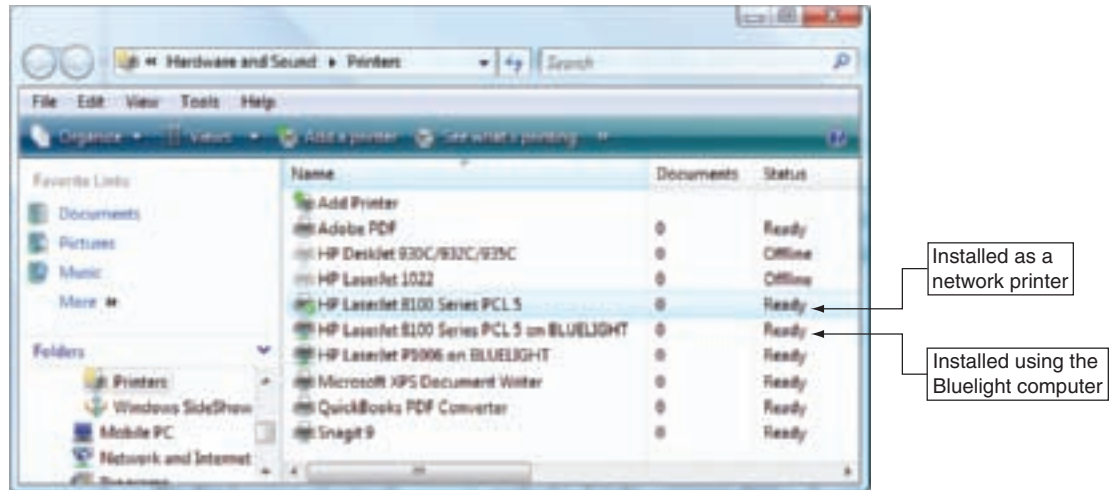 « Hardware and Sound ▸ Printers Search
File Edit View Tools Help
Organize Views Add a printer See what's printing »
Favorite Links
Documents
Pictures
Music
More »
Folders
Printers
Windows SideShow
Mobile PC
Network and Internet
Programs
Name Documents Status
Add Printer
Adobe PDF 0 Ready
HP DeskJet 930C/932C/935C 0 Offline
HP LaserJet 1022 0 Offline
HP LaserJet 8100 Series PCL 5 0 Ready
HP LaserJet 8100 Series PCL 5 on BLUELIGHT 0 Ready
HP LaserJet P5006 on BLUELIGHT 0 Ready
Microsoft XPS Document Writer 0 Ready
QuickBooks PDF Converter 0 Ready
Snagit 9 0 Ready
Installed as a
network printer
Installed using the
Bluelight computer